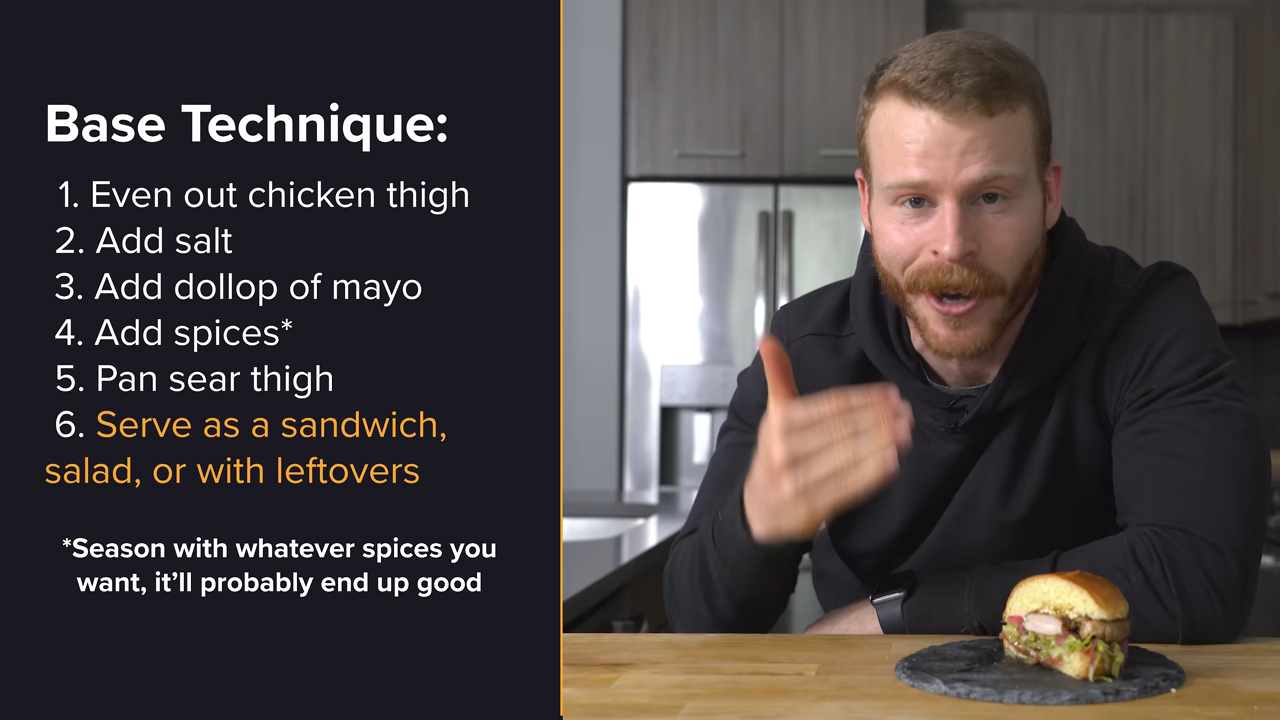 Base Technique:
1. Even out chicken thigh
2. Add salt
3. Add dollop of mayo
4. Add spices*
5. Pan sear thigh
6. Serve as a sandwich,
salad, or with leftovers
*Season with whatever spices you
want, it’ll probably end up good